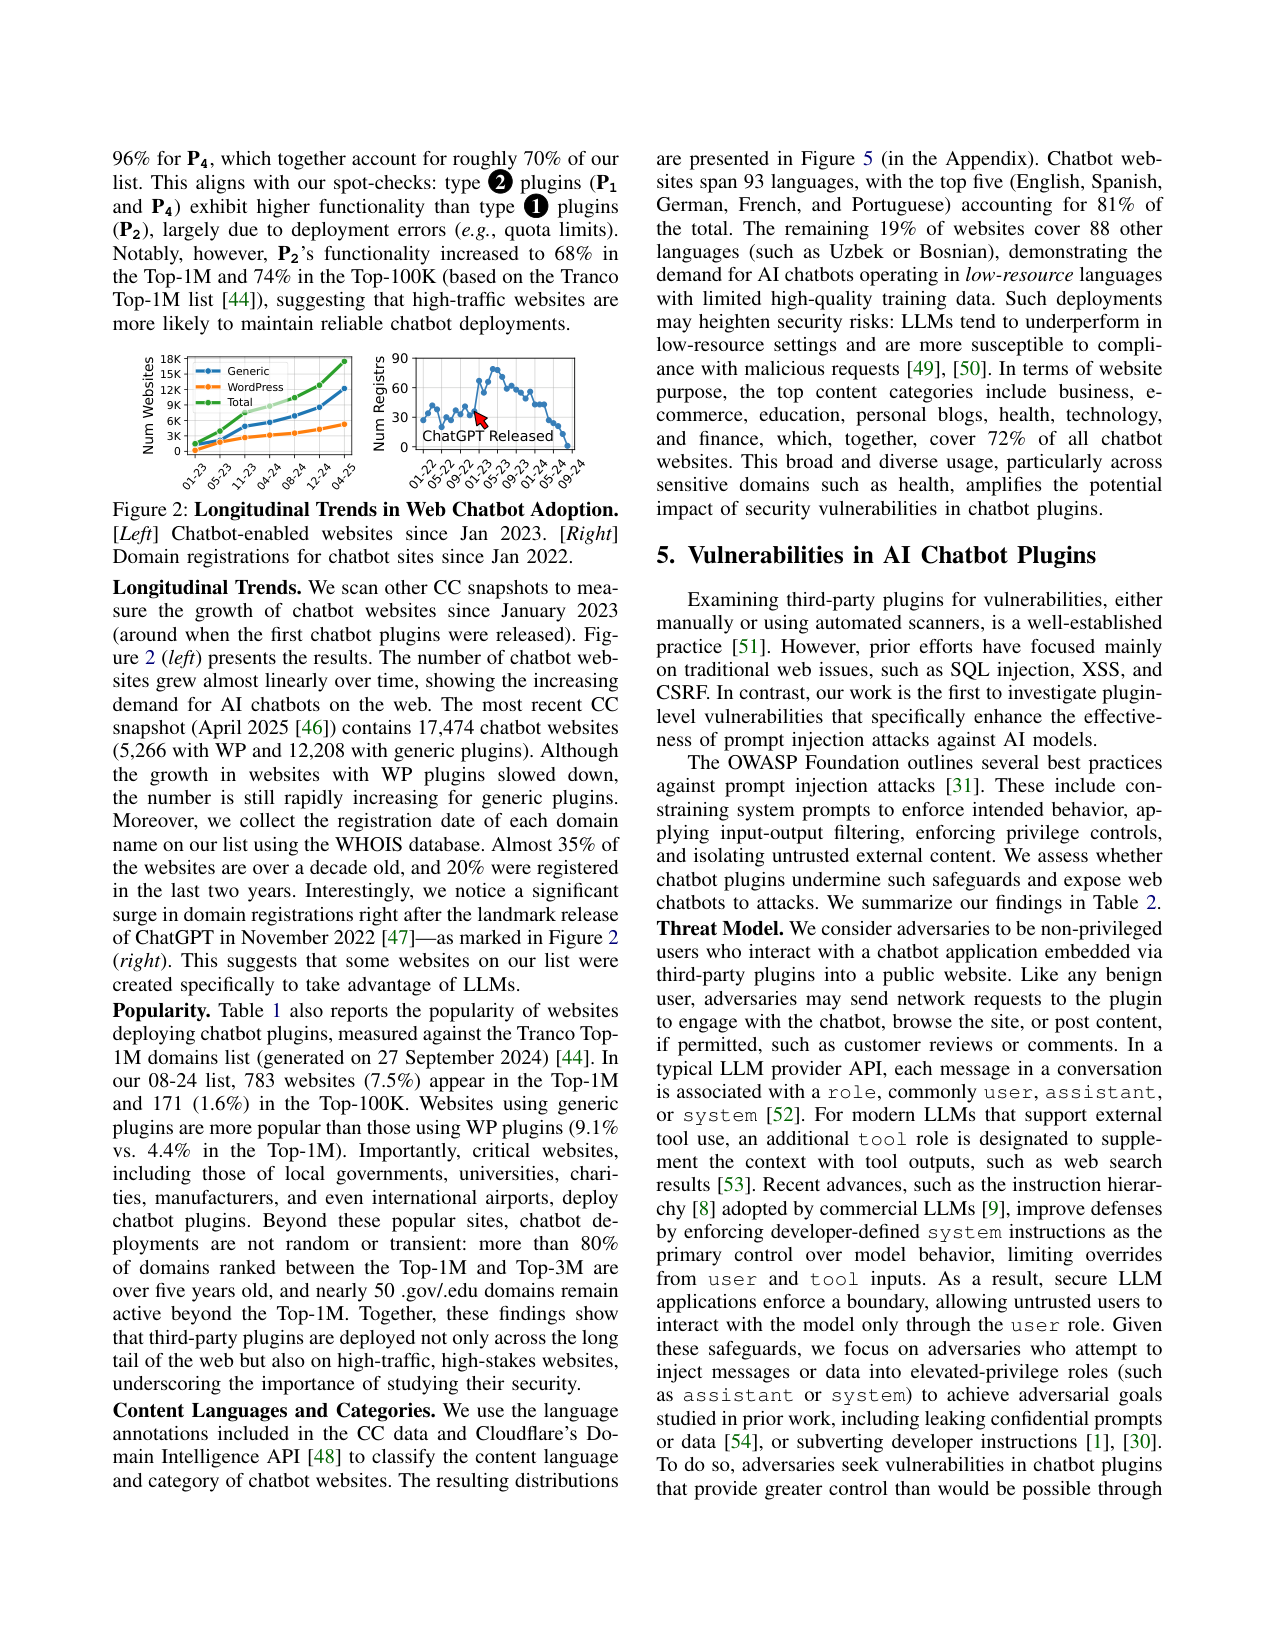 96% for P4, which together account for roughly 70% of our
list. This aligns with our spot-checks: type 2 plugins (P1
and P4) exhibit higher functionality than type 1 plugins
(P2), largely due to deployment errors (e.g., quota limits).
Notably, however, P2's functionality increased to 68% in
the Top-1M and 74% in the Top-100K (based on the Tranco
Top-1M list [44]), suggesting that high-traffic websites are
more likely to maintain reliable chatbot deployments.
Num Websites
18K
15K
12K
9K
6K
3K
0
Generic
WordPress
Total
01-23
05-23
11-23
04-24
08-24
12-24
04-25
Num Registrs
90
60
30
0
ChatGPT Released
01-22
05-22
09-22
01-23
05-23
09-23
01-24
05-24
09-24
Figure 2: Longitudinal Trends in Web Chatbot Adoption.
[Left] Chatbot-enabled websites since Jan 2023. [Right]
Domain registrations for chatbot sites since Jan 2022.
Longitudinal Trends. We scan other CC snapshots to mea-
sure the growth of chatbot websites since January 2023
(around when the first chatbot plugins were released). Fig-
ure 2 (left) presents the results. The number of chatbot web-
sites grew almost linearly over time, showing the increasing
demand for AI chatbots on the web. The most recent CC
snapshot (April 2025 [46]) contains 17,474 chatbot websites
(5,266 with WP and 12,208 with generic plugins). Although
the growth in websites with WP plugins slowed down,
the number is still rapidly increasing for generic plugins.
Moreover, we collect the registration date of each domain
name on our list using the WHOIS database. Almost 35% of
the websites are over a decade old, and 20% were registered
in the last two years. Interestingly, we notice a significant
surge in domain registrations right after the landmark release
of ChatGPT in November 2022 [47]—as marked in Figure 2
(right). This suggests that some websites on our list were
created specifically to take advantage of LLMs.
Popularity. Table 1 also reports the popularity of websites
deploying chatbot plugins, measured against the Tranco Top-
1M domains list (generated on 27 September 2024) [44]. In
our 08-24 list, 783 websites (7.5%) appear in the Top-1M
and 171 (1.6%) in the Top-100K. Websites using generic
plugins are more popular than those using WP plugins (9.1%
vs. 4.4% in the Top-1M). Importantly, critical websites,
including those of local governments, universities, chari-
ties, manufacturers, and even international airports, deploy
chatbot plugins. Beyond these popular sites, chatbot de-
ployments are not random or transient: more than 80%
of domains ranked between the Top-1M and Top-3M are
over five years old, and nearly 50 .gov/.edu domains remain
active beyond the Top-1M. Together, these findings show
that third-party plugins are deployed not only across the long
tail of the web but also on high-traffic, high-stakes websites,
underscoring the importance of studying their security.
Content Languages and Categories. We use the language
annotations included in the CC data and Cloudflare's Do-
main Intelligence API [48] to classify the content language
and category of chatbot websites. The resulting distributions
are presented in Figure 5 (in the Appendix). Chatbot web-
sites span 93 languages, with the top five (English, Spanish,
German, French, and Portuguese) accounting for 81% of
the total. The remaining 19% of websites cover 88 other
languages (such as Uzbek or Bosnian), demonstrating the
demand for AI chatbots operating in low-resource languages
with limited high-quality training data. Such deployments
may heighten security risks: LLMs tend to underperform in
low-resource settings and are more susceptible to compli-
ance with malicious requests [49], [50]. In terms of website
purpose, the top content categories include business, e-
commerce, education, personal blogs, health, technology,
and finance, which, together, cover 72% of all chatbot
websites. This broad and diverse usage, particularly across
sensitive domains such as health, amplifies the potential
impact of security vulnerabilities in chatbot plugins.
5. Vulnerabilities in AI Chatbot Plugins
Examining third-party plugins for vulnerabilities, either
manually or using automated scanners, is a well-established
practice [51]. However, prior efforts have focused mainly
on traditional web issues, such as SQL injection, XSS, and
CSRF. In contrast, our work is the first to investigate plugin-
level vulnerabilities that specifically enhance the effective-
ness of prompt injection attacks against AI models.
The OWASP Foundation outlines several best practices
against prompt injection attacks [31]. These include con-
straining system prompts to enforce intended behavior, ap-
plying input-output filtering, enforcing privilege controls,
and isolating untrusted external content. We assess whether
chatbot plugins undermine such safeguards and expose web
chatbots to attacks. We summarize our findings in Table 2.
Threat Model. We consider adversaries to be non-privileged
users who interact with a chatbot application embedded via
third-party plugins into a public website. Like any benign
user, adversaries may send network requests to the plugin
to engage with the chatbot, browse the site, or post content,
if permitted, such as customer reviews or comments. In a
typical LLM provider API, each message in a conversation
is associated with a role, commonly user, assistant,
or system [52]. For modern LLMs that support external
tool use, an additional tool role is designated to supple-
ment the context with tool outputs, such as web search
results [53]. Recent advances, such as the instruction hierar-
chy [8] adopted by commercial LLMs [9], improve defenses
by enforcing developer-defined system instructions as the
primary control over model behavior, limiting overrides
from user and tool inputs. As a result, secure LLM
applications enforce a boundary, allowing untrusted users to
interact with the model only through the user role. Given
these safeguards, we focus on adversaries who attempt to
inject messages or data into elevated-privilege roles (such
as assistant or system) to achieve adversarial goals
studied in prior work, including leaking confidential prompts
or data [54], or subverting developer instructions [1], [30].
To do so, adversaries seek vulnerabilities in chatbot plugins
that provide greater control than would be possible through